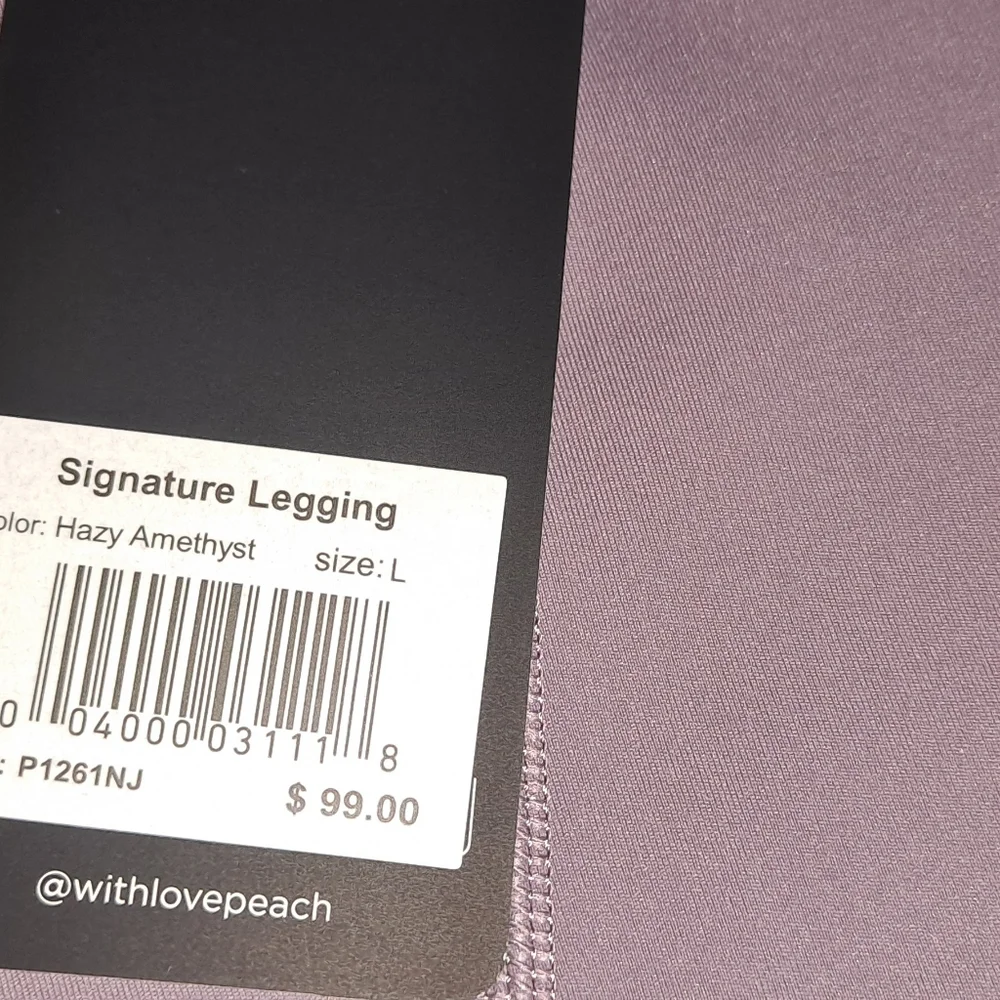 Signature Legging
olor: Hazy Amethyst size: L
0 04000 03111 8
: P1261NJ
$ 99.00
@withlovepeach